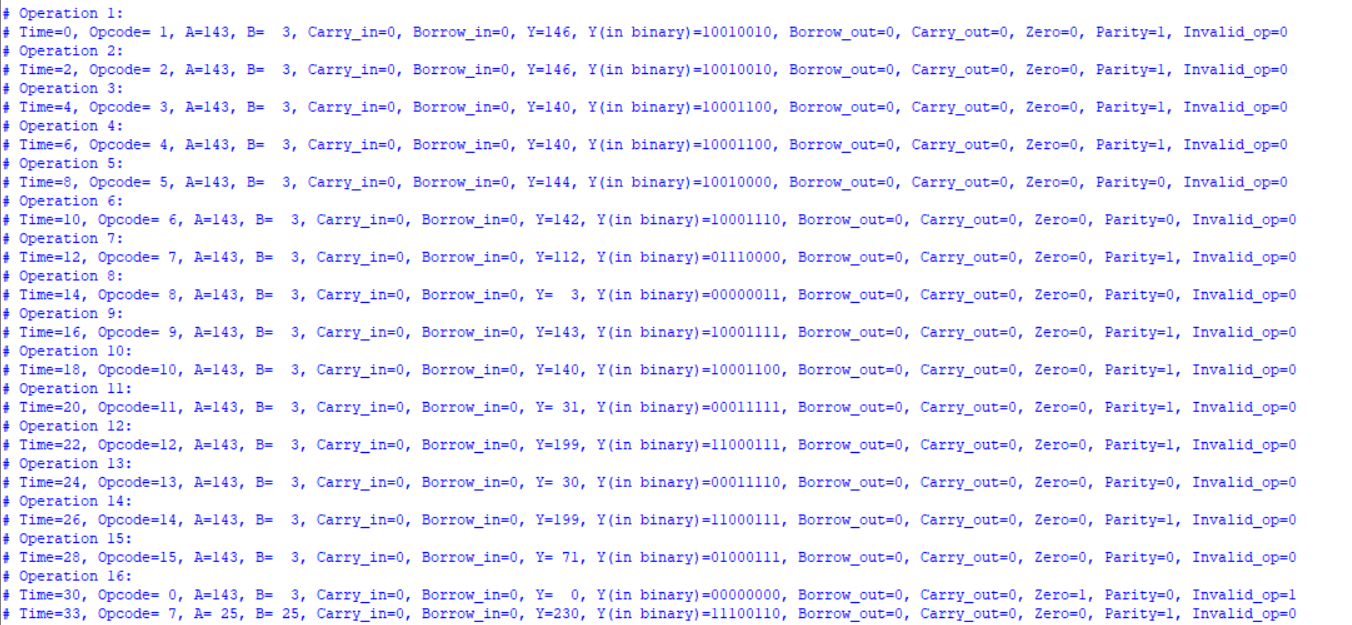 # Operation 1:
# Time=0, Opcode= 1, A=143, B=  3, Carry_in=0, Borrow_in=0, Y=146, Y(in binary)=10010010, Borrow_out=0, Carry_out=0, Zero=0, Parity=1, Invalid_op=0
# Operation 2:
# Time=2, Opcode= 2, A=143, B=  3, Carry_in=0, Borrow_in=0, Y=146, Y(in binary)=10010010, Borrow_out=0, Carry_out=0, Zero=0, Parity=1, Invalid_op=0
# Operation 3:
# Time=4, Opcode= 3, A=143, B=  3, Carry_in=0, Borrow_in=0, Y=140, Y(in binary)=10001100, Borrow_out=0, Carry_out=0, Zero=0, Parity=1, Invalid_op=0
# Operation 4:
# Time=6, Opcode= 4, A=143, B=  3, Carry_in=0, Borrow_in=0, Y=140, Y(in binary)=10001100, Borrow_out=0, Carry_out=0, Zero=0, Parity=1, Invalid_op=0
# Operation 5:
# Time=8, Opcode= 5, A=143, B=  3, Carry_in=0, Borrow_in=0, Y=144, Y(in binary)=10010000, Borrow_out=0, Carry_out=0, Zero=0, Parity=0, Invalid_op=0
# Operation 6:
# Time=10, Opcode= 6, A=143, B=  3, Carry_in=0, Borrow_in=0, Y=142, Y(in binary)=10001110, Borrow_out=0, Carry_out=0, Zero=0, Parity=0, Invalid_op=0
# Operation 7:
# Time=12, Opcode= 7, A=143, B=  3, Carry_in=0, Borrow_in=0, Y=112, Y(in binary)=01110000, Borrow_out=0, Carry_out=0, Zero=0, Parity=1, Invalid_op=0
# Operation 8:
# Time=14, Opcode= 8, A=143, B=  3, Carry_in=0, Borrow_in=0, Y=  3, Y(in binary)=00000011, Borrow_out=0, Carry_out=0, Zero=0, Parity=0, Invalid_op=0
# Operation 9:
# Time=16, Opcode= 9, A=143, B=  3, Carry_in=0, Borrow_in=0, Y=143, Y(in binary)=10001111, Borrow_out=0, Carry_out=0, Zero=0, Parity=1, Invalid_op=0
# Operation 10:
# Time=18, Opcode=10, A=143, B=  3, Carry_in=0, Borrow_in=0, Y=140, Y(in binary)=10001100, Borrow_out=0, Carry_out=0, Zero=0, Parity=1, Invalid_op=0
# Operation 11:
# Time=20, Opcode=11, A=143, B=  3, Carry_in=0, Borrow_in=0, Y= 31, Y(in binary)=00011111, Borrow_out=0, Carry_out=0, Zero=0, Parity=1, Invalid_op=0
# Operation 12:
# Time=22, Opcode=12, A=143, B=  3, Carry_in=0, Borrow_in=0, Y=199, Y(in binary)=11000111, Borrow_out=0, Carry_out=0, Zero=0, Parity=1, Invalid_op=0
# Operation 13:
# Time=24, Opcode=13, A=143, B=  3, Carry_in=0, Borrow_in=0, Y= 30, Y(in binary)=00011110, Borrow_out=0, Carry_out=0, Zero=0, Parity=0, Invalid_op=0
# Operation 14:
# Time=26, Opcode=14, A=143, B=  3, Carry_in=0, Borrow_in=0, Y=199, Y(in binary)=11000111, Borrow_out=0, Carry_out=0, Zero=0, Parity=1, Invalid_op=0
# Operation 15:
# Time=28, Opcode=15, A=143, B=  3, Carry_in=0, Borrow_in=0, Y= 71, Y(in binary)=01000111, Borrow_out=0, Carry_out=0, Zero=0, Parity=0, Invalid_op=0
# Operation 16:
# Time=30, Opcode= 0, A=143, B=  3, Carry_in=0, Borrow_in=0, Y=  0, Y(in binary)=00000000, Borrow_out=0, Carry_out=0, Zero=1, Parity=0, Invalid_op=1
# Time=33, Opcode= 7, A= 25, B= 25, Carry_in=0, Borrow_in=0, Y=230, Y(in binary)=11100110, Borrow_out=0, Carry_out=0, Zero=0, Parity=1, Invalid_op=0